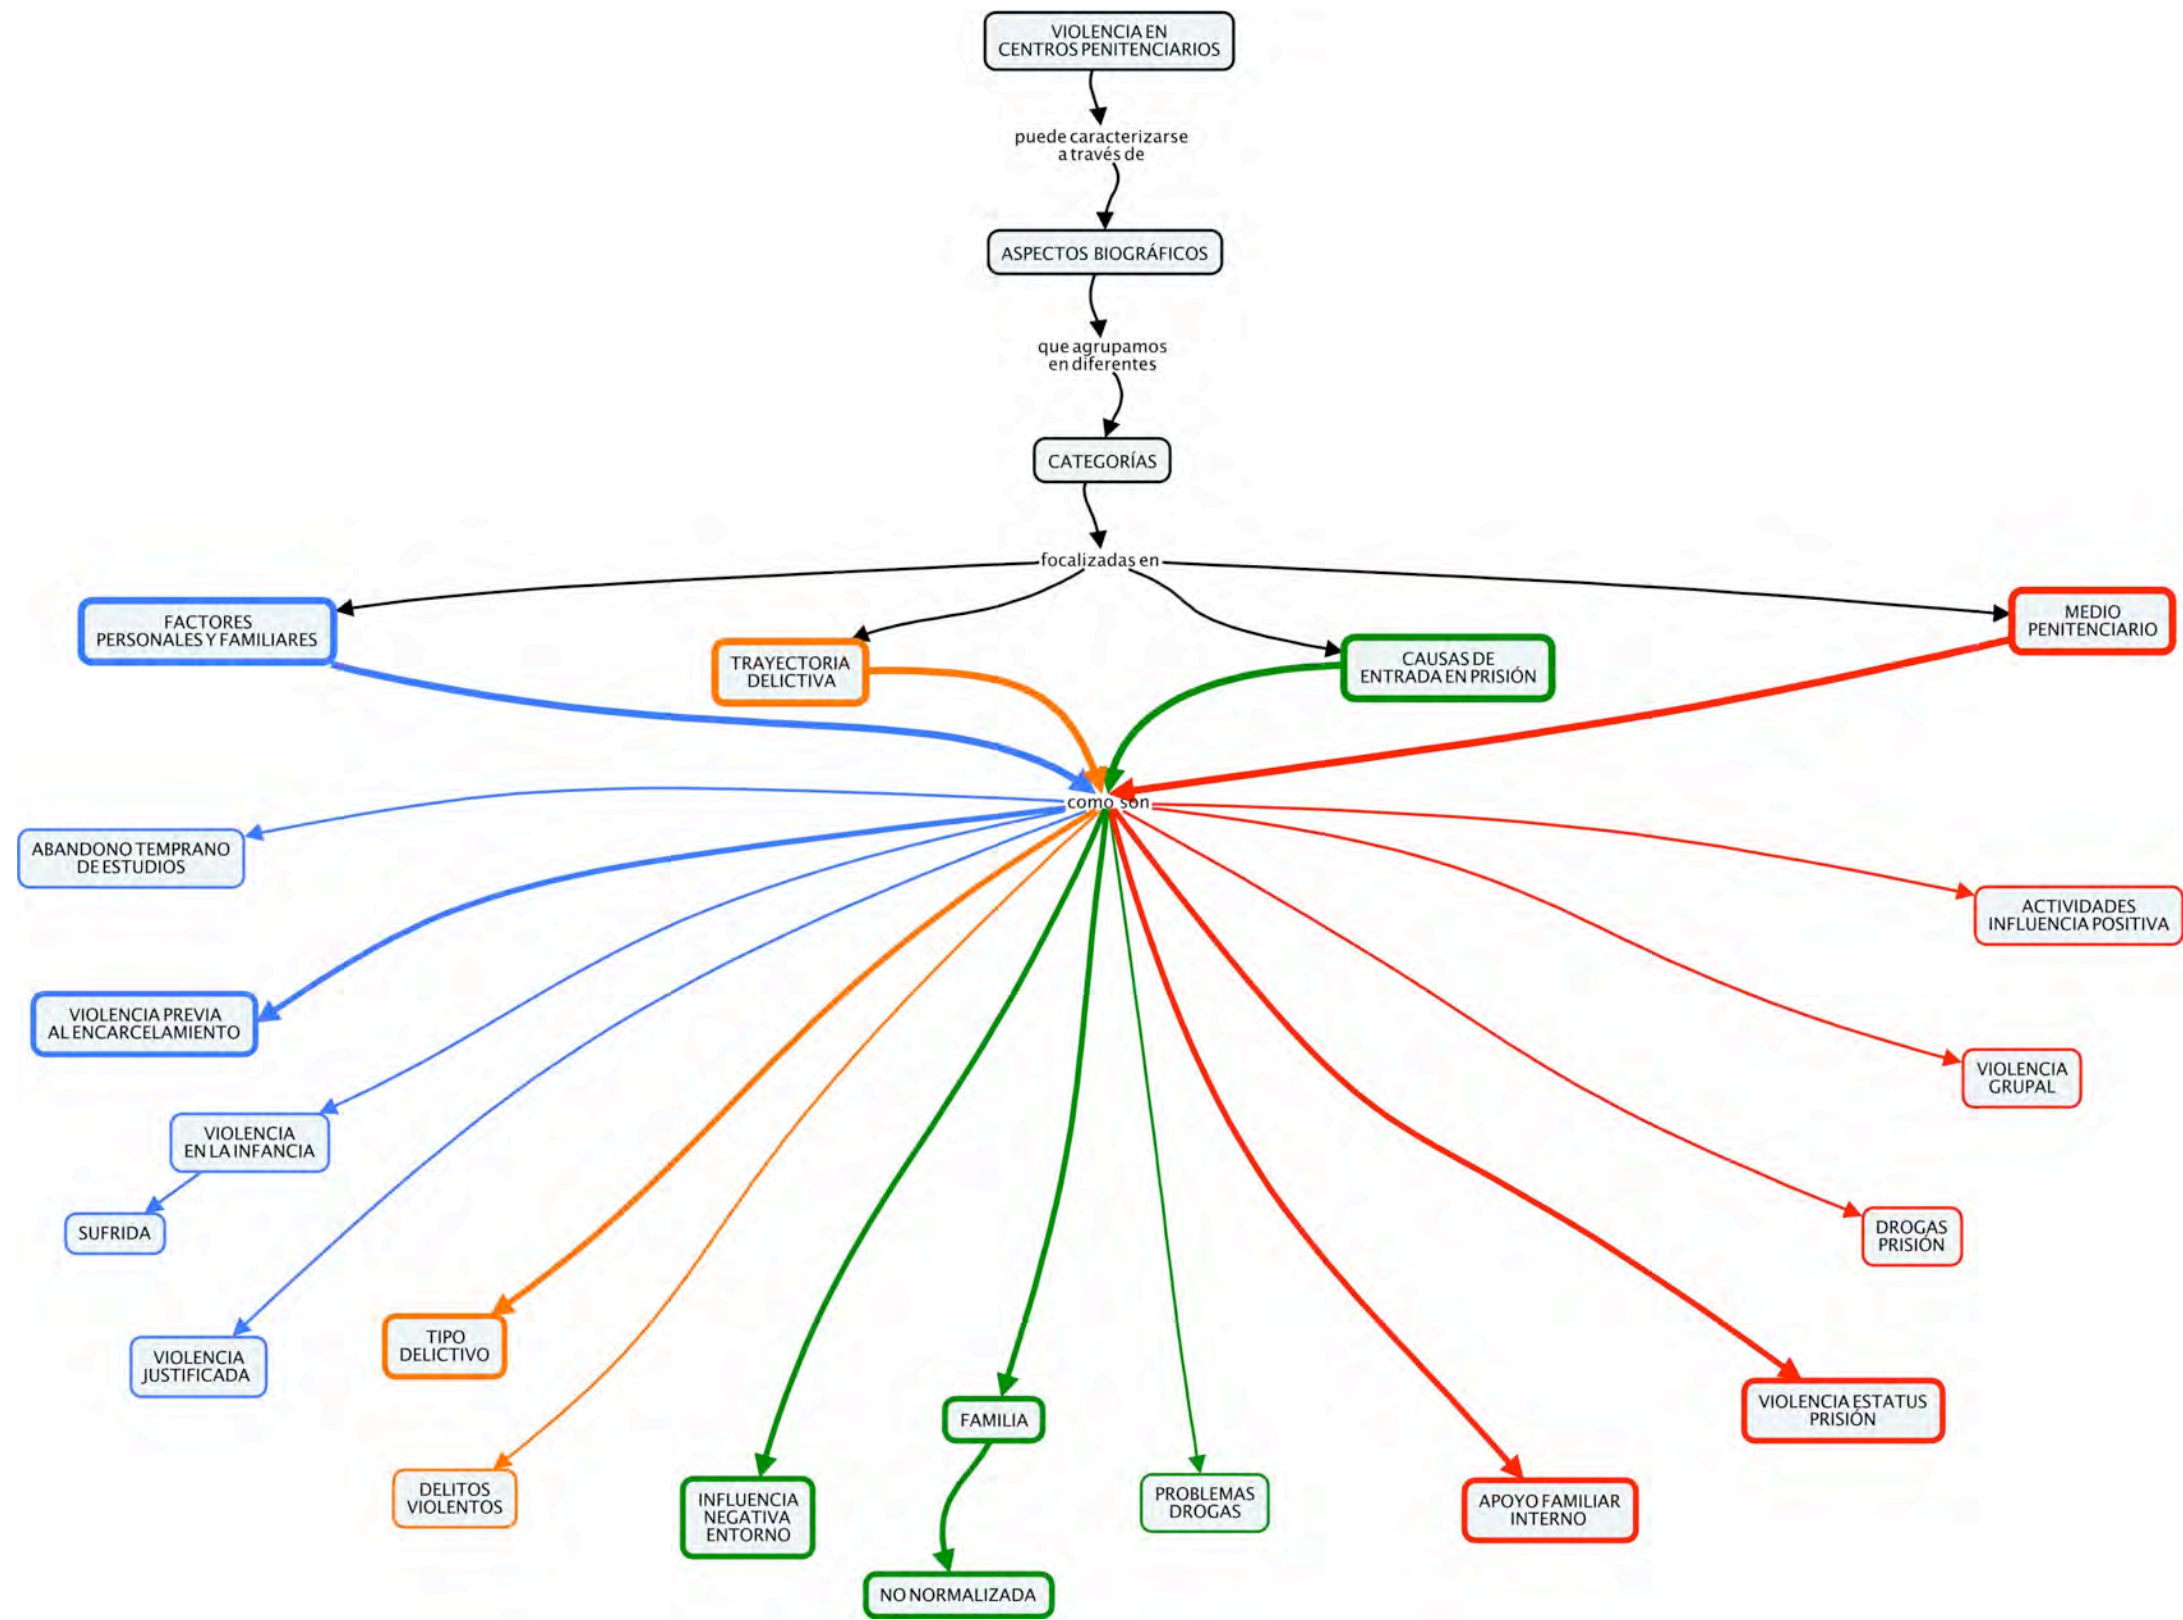 VIOLENCIA EN
CENTROS PENITENCIARIOS
puede caracterizarse
a través de
ASPECTOS BIOGRÁFICOS
que agrupamos
en diferentes
CATEGORÍAS
focalizadas en
FACTORES
PERSONALES Y FAMILIARES
TRAYECTORIA
DELICTIVA
CAUSAS DE
ENTRADA EN PRISIÓN
MEDIO
PENITENCIARIO
como son
ABANDONO TEMPRANO
DE ESTUDIOS
VIOLENCIA PREVIA
AL ENCARCELAMIENTO
VIOLENCIA
EN LA INFANCIA
SUFRIDA
VIOLENCIA
JUSTIFICADA
TIPO
DELICTIVO
DELITOS
VIOLENTOS
INFLUENCIA
NEGATIVA
ENTORNO
FAMILIA
NO NORMALIZADA
PROBLEMAS
DROGAS
APOYO FAMILIAR
INTERNO
VIOLENCIA ESTATUS
PRISIÓN
DROGAS
PRISIÓN
VIOLENCIA
GRUPAL
ACTIVIDADES
INFLUENCIA POSITIVA